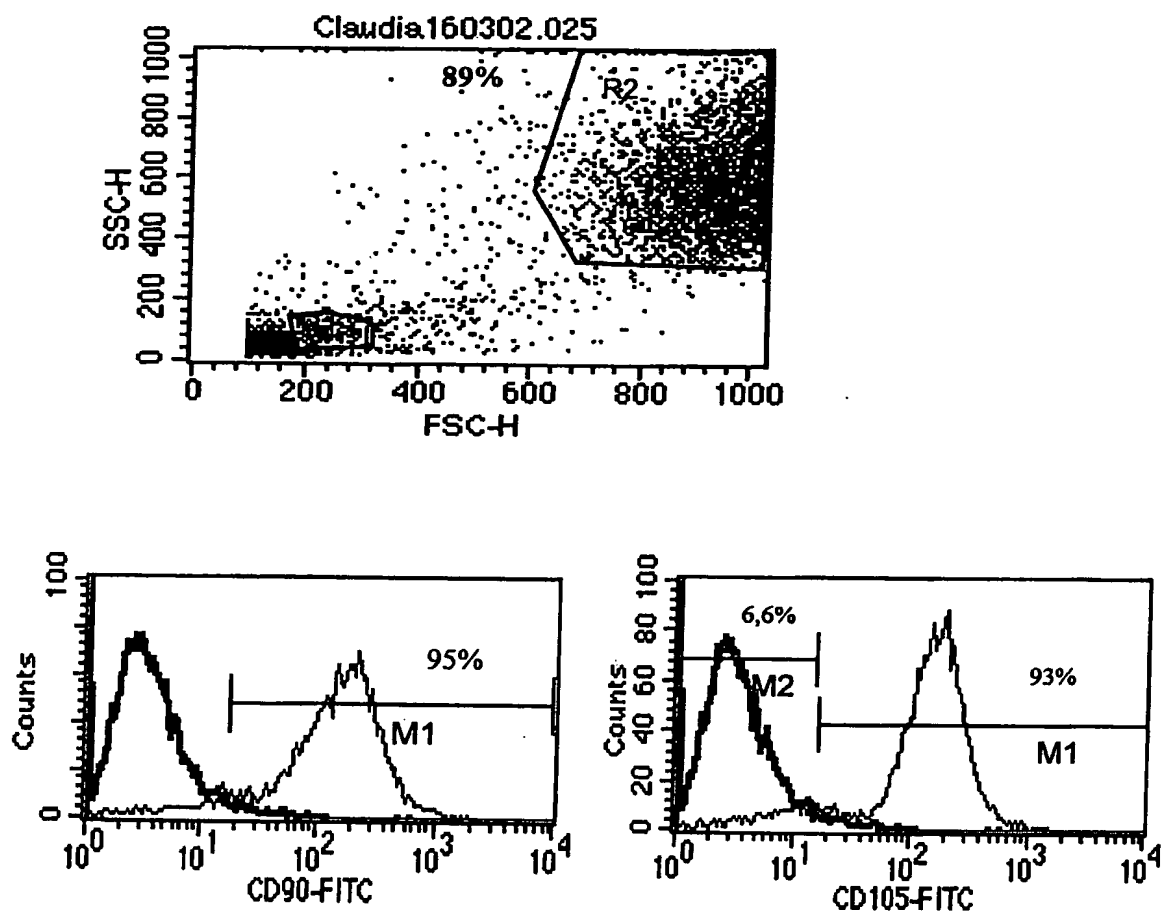 Claudia160302.025
1000
800
600
400
200
0
SSC-H
89%
R2
0 200 400 600 800 1000
FSC-H
100
0
Counts
95%
M1
10^0 10^1 10^2 10^3 10^4
CD90-FITC
100
80
60
40
20
0
Counts
6,6%
M2
93%
M1
10^0 10^1 10^2 10^3 10^4
CD105-FITC